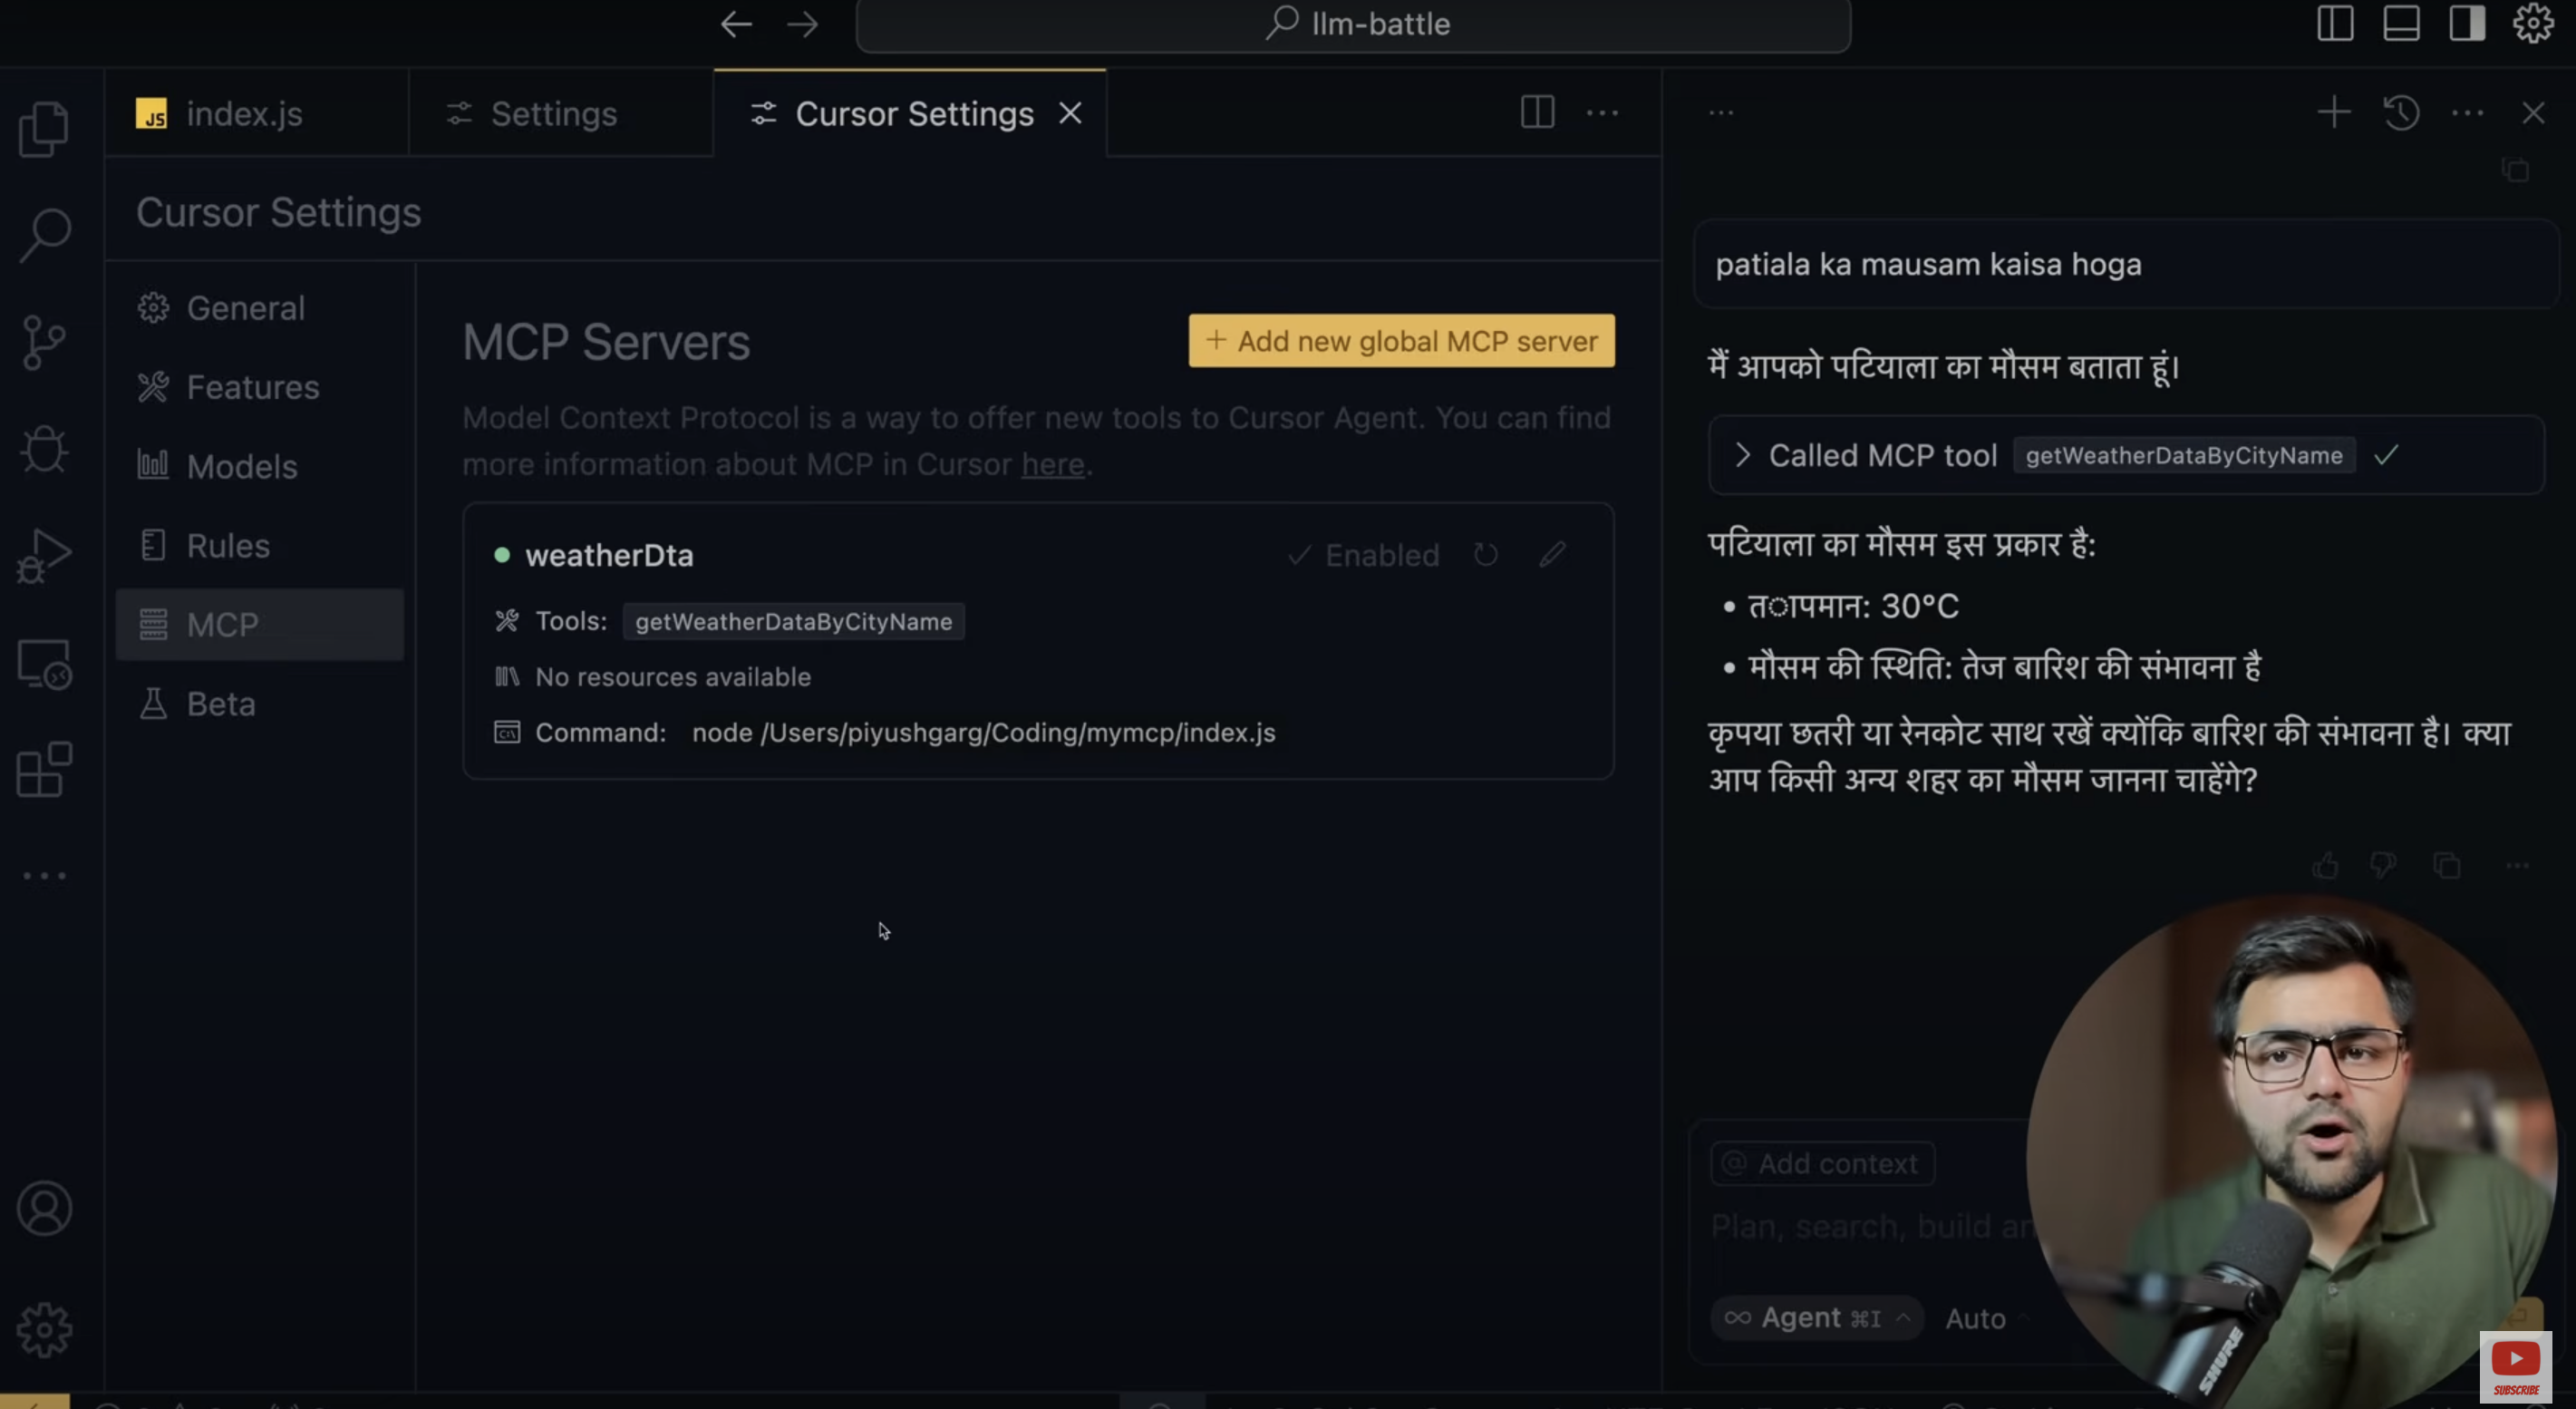 llm-battle
index.js
Settings
Cursor Settings
Cursor Settings
General
Features
Models
Rules
MCP
Beta
MCP Servers
+ Add new global MCP server
Model Context Protocol is a way to offer new tools to Cursor Agent. You can find
more information about MCP in Cursor here.
weatherDta
Enabled
Tools: getWeatherDataByCityName
No resources available
Command: node /Users/piyushgarg/Coding/mymcp/index.js
patiala ka mausam kaisa hoga
मैं आपको पटियाला का मौसम बताता हूं।
Called MCP tool getWeatherDataByCityName
पटियाला का मौसम इस प्रकार है:
• तापमान: 30°C
• मौसम की स्थिति: तेज बारिश की संभावना है
कृपया छतरी या रेनकोट साथ रखें क्योंकि बारिश की संभावना है। क्या
आप किसी अन्य शहर का मौसम जानना चाहेंगे?
@ Add context
Plan, search, build an
Agent ⌘I
Auto
SHURE
SUBSCRIBE